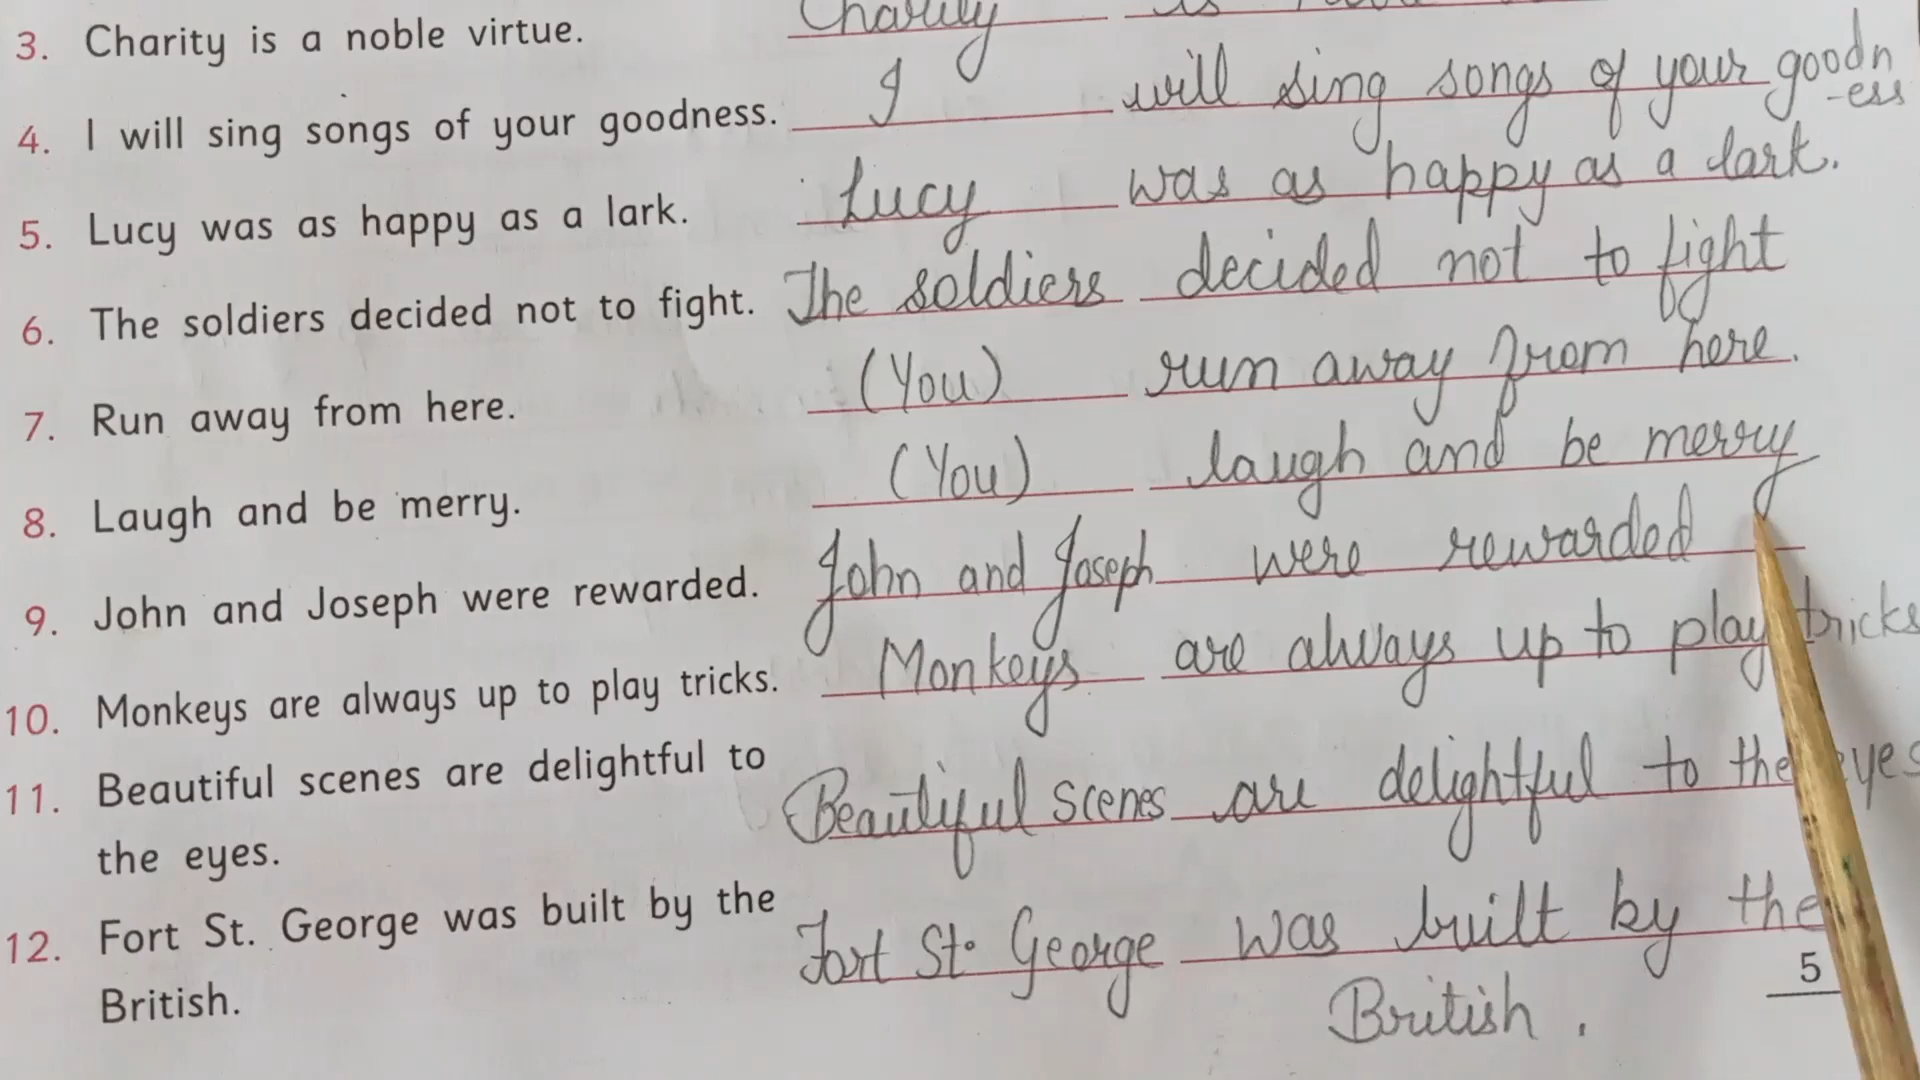 3. Charity is a noble virtue. Charity is
4. I will sing songs of your goodness. I will sing songs of your goodn
-ess
5. Lucy was as happy as a lark. Lucy was as happy as a lark.
6. The soldiers decided not to fight. The soldiers decided not to fight
7. Run away from here. (You) run away from here.
8. Laugh and be merry. (You) laugh and be merry
9. John and Joseph were rewarded. John and Joseph were rewarded
10. Monkeys are always up to play tricks. Monkeys are always up to play tricks
11. Beautiful scenes are delightful to Beautiful scenes are delightful to the eyes
the eyes.
12. Fort St. George was built by the Fort St. George was built by the
British. British.
5